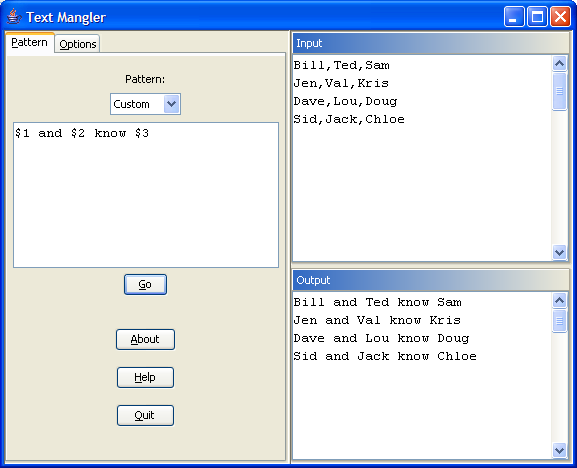 Text Mangler
Pattern
Options
Pattern:
Custom
$1 and $2 know $3
Go
About
Help
Quit
Input
Bill,Ted,Sam
Jen,Val,Kris
Dave,Lou,Doug
Sid,Jack,Chloe
Output
Bill and Ted know Sam
Jen and Val know Kris
Dave and Lou know Doug
Sid and Jack know Chloe